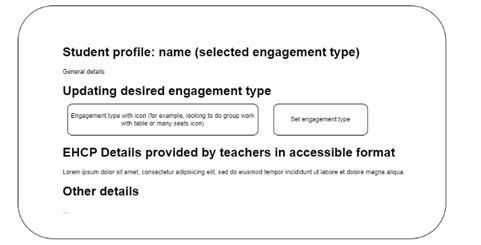 Student profile: name (selected engagement type)
General details
Updating desired engagement type
Engagement type with icon (for example, looking to do group work
with table or many seats icon)
Set engagement type
EHCP Details provided by teachers in accessible format
Lorem ipsum dolor sit amet, consectetur adipisicing elit, sed do eiusmod tempor incididunt ut labore et dolore magna aliqua.
Other details
....